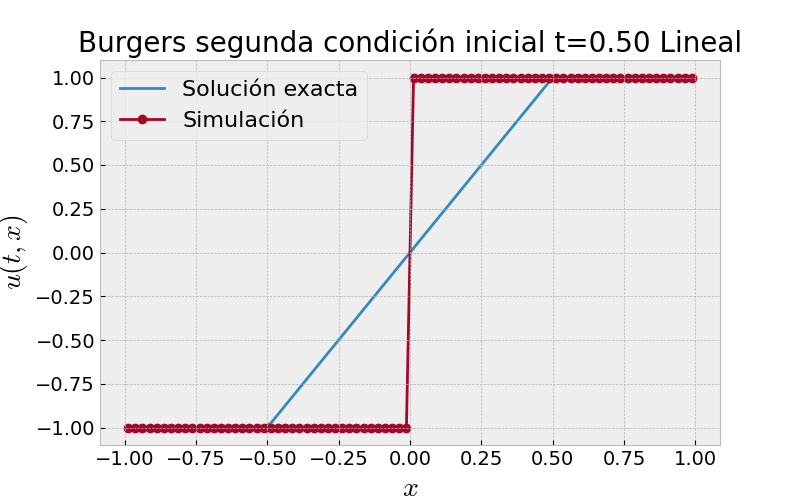 Burgers segunda condición inicial t=0.50 Lineal
Solución exacta
Simulación
u(t, x)
1.00
0.75
0.50
0.25
0.00
−0.25
−0.50
−0.75
−1.00
−1.00 −0.75 −0.50 −0.25 0.00 0.25 0.50 0.75 1.00
x